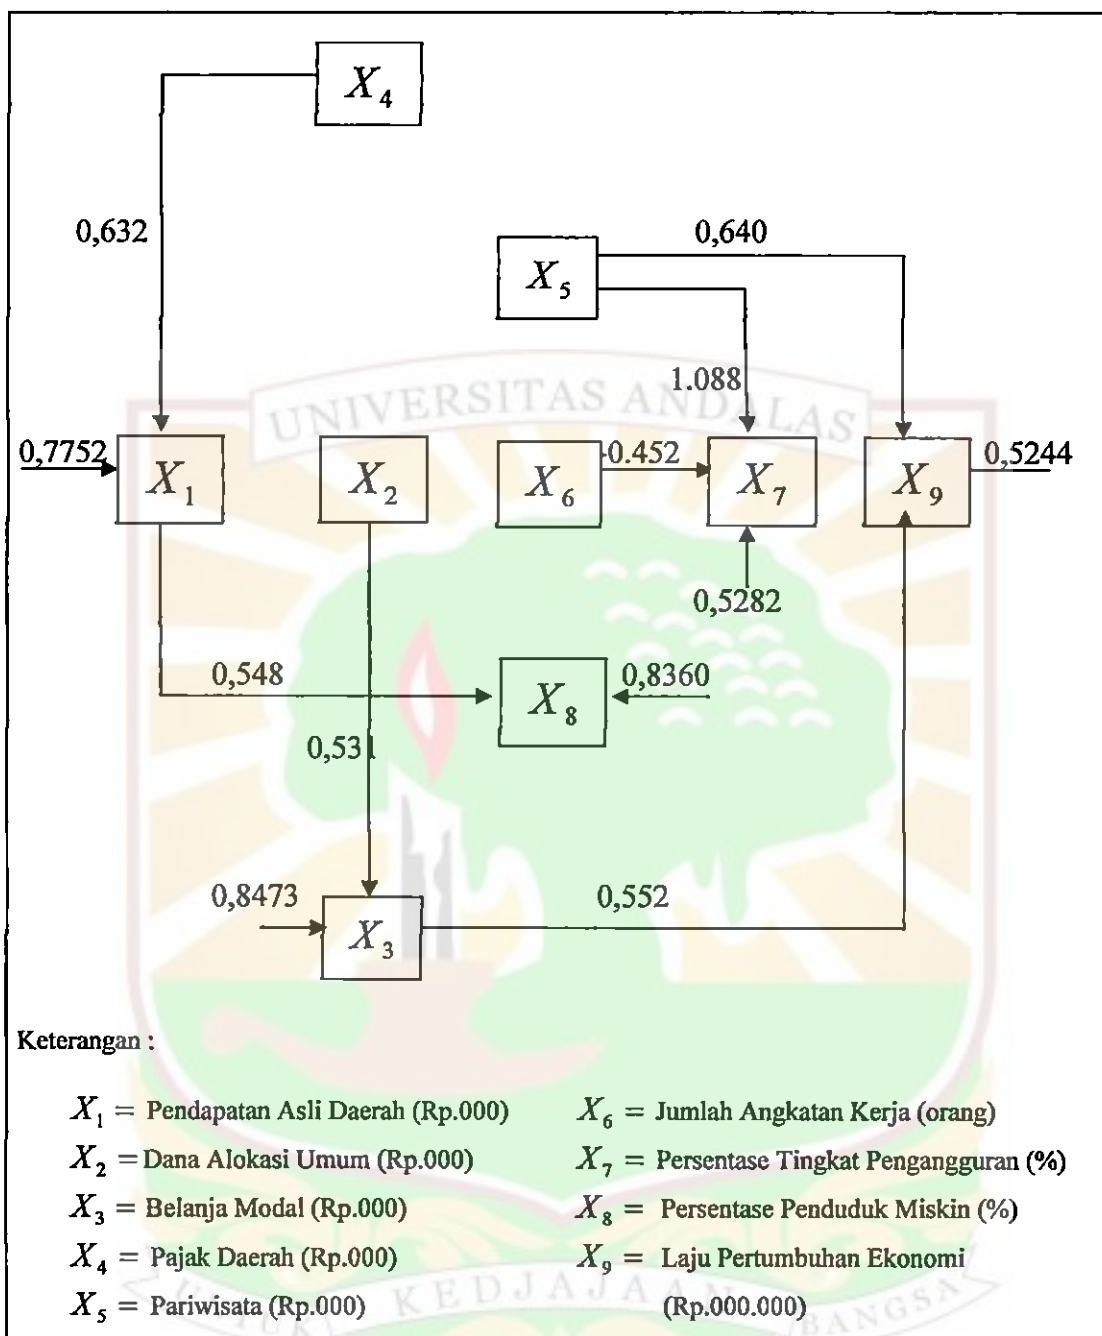 X4
0,632
0,640
X5
1.088
UNIVERSITAS ANDALAS
0,7752
X1
X2
X6
-0.452
X7
X9
0,5244
0,5282
0,548
X8
0,8360
0,531
0,8473
X3
0,552
Keterangan :
X1 = Pendapatan Asli Daerah (Rp.000) X6 = Jumlah Angkatan Kerja (orang)
X2 = Dana Alokasi Umum (Rp.000) X7 = Persentase Tingkat Pengangguran (%)
X3 = Belanja Modal (Rp.000) X8 = Persentase Penduduk Miskin (%)
X4 = Pajak Daerah (Rp.000) X9 = Laju Pertumbuhan Ekonomi
X5 = Pariwisata (Rp.000) (Rp.000.000)
UNTUK KEDJAJAAN BANGSA